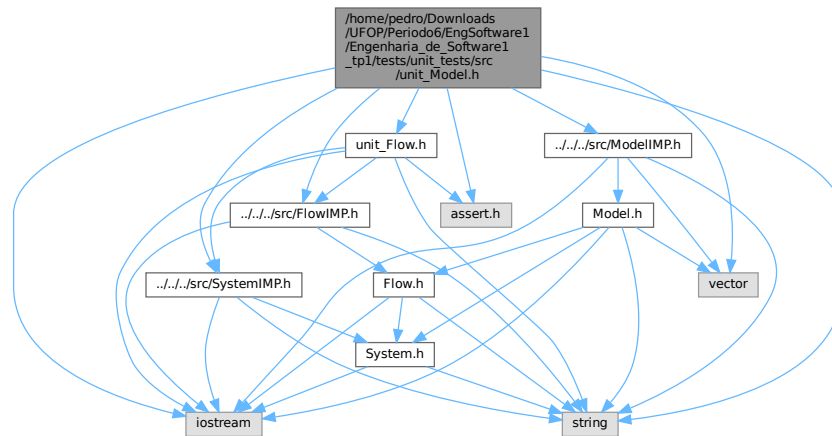 /home/pedro/Downloads
/UFOP/Periodo6/EngSoftware1
/Engenharia_de_Software1
_tp1/tests/unit_tests/src
/unit_Model.h
unit_Flow.h
../../../src/ModelIMP.h
../../../src/FlowIMP.h
assert.h
Model.h
../../../src/SystemIMP.h
Flow.h
vector
System.h
iostream
string